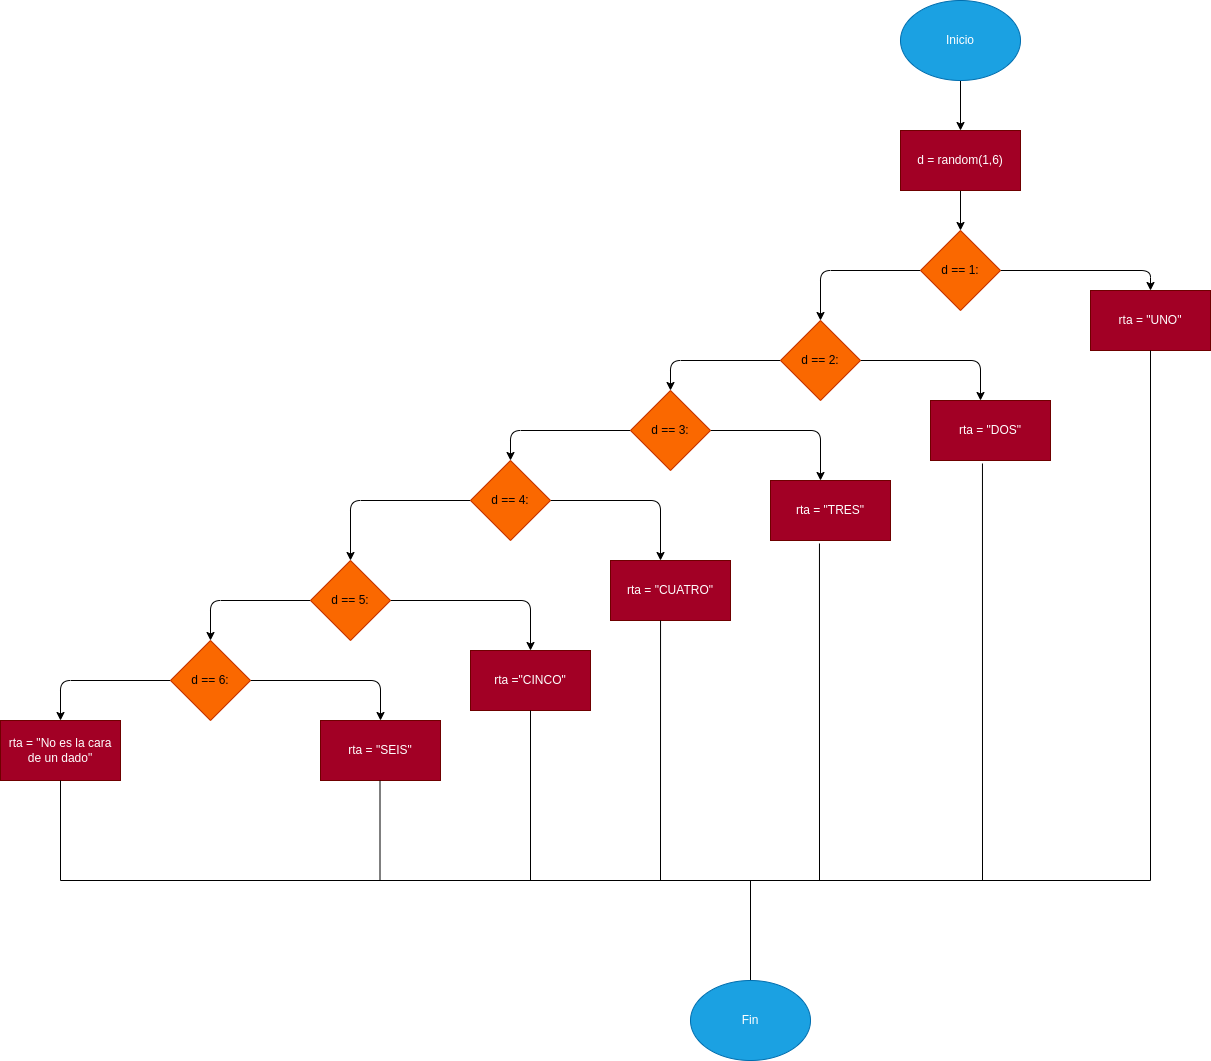 Inicio
d = random(1,6)
d == 1:
rta = "UNO"
d == 2:
rta = "DOS"
d == 3:
rta = "TRES"
d == 4:
rta = "CUATRO"
d == 5:
rta ="CINCO"
d == 6:
rta = "No es la cara
de un dado"
rta = "SEIS"
Fin